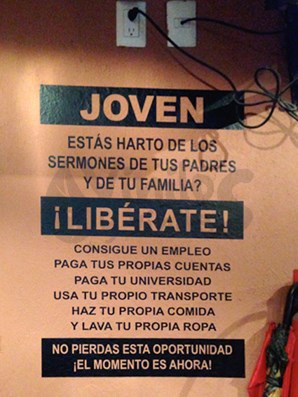 JOVEN
ESTÁS HARTO DE LOS
SERMONES DE TUS PADRES
Y DE TU FAMILIA?
¡LIBÉRATE!
CONSIGUE UN EMPLEO
PAGA TUS PROPIAS CUENTAS
PAGA TU UNIVERSIDAD
USA TU PROPIO TRANSPORTE
HAZ TU PROPIA COMIDA
Y LAVA TU PROPIA ROPA
NO PIERDAS ESTA OPORTUNIDAD
¡EL MOMENTO ES AHORA!